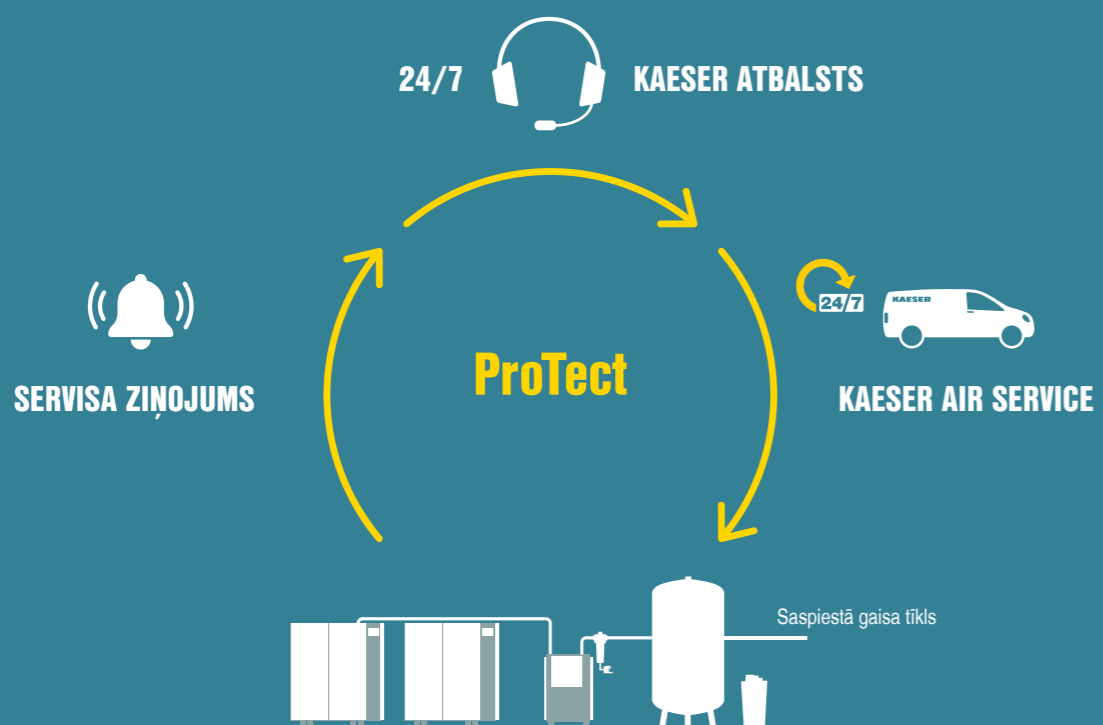 24/7 KAESER ATBALSTS
24/7
KAESER
SERVISA ZIŅOJUMS
ProTect
KAESER AIR SERVICE
Saspiestā gaisa tīkls